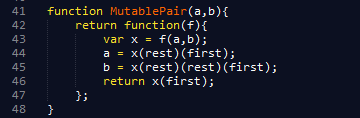 41 function MutablePair(a,b){
42 return function(f){
43 var x = f(a,b);
44 a = x(rest)(first);
45 b = x(rest)(rest)(first);
46 return x(first);
47 };
48 }